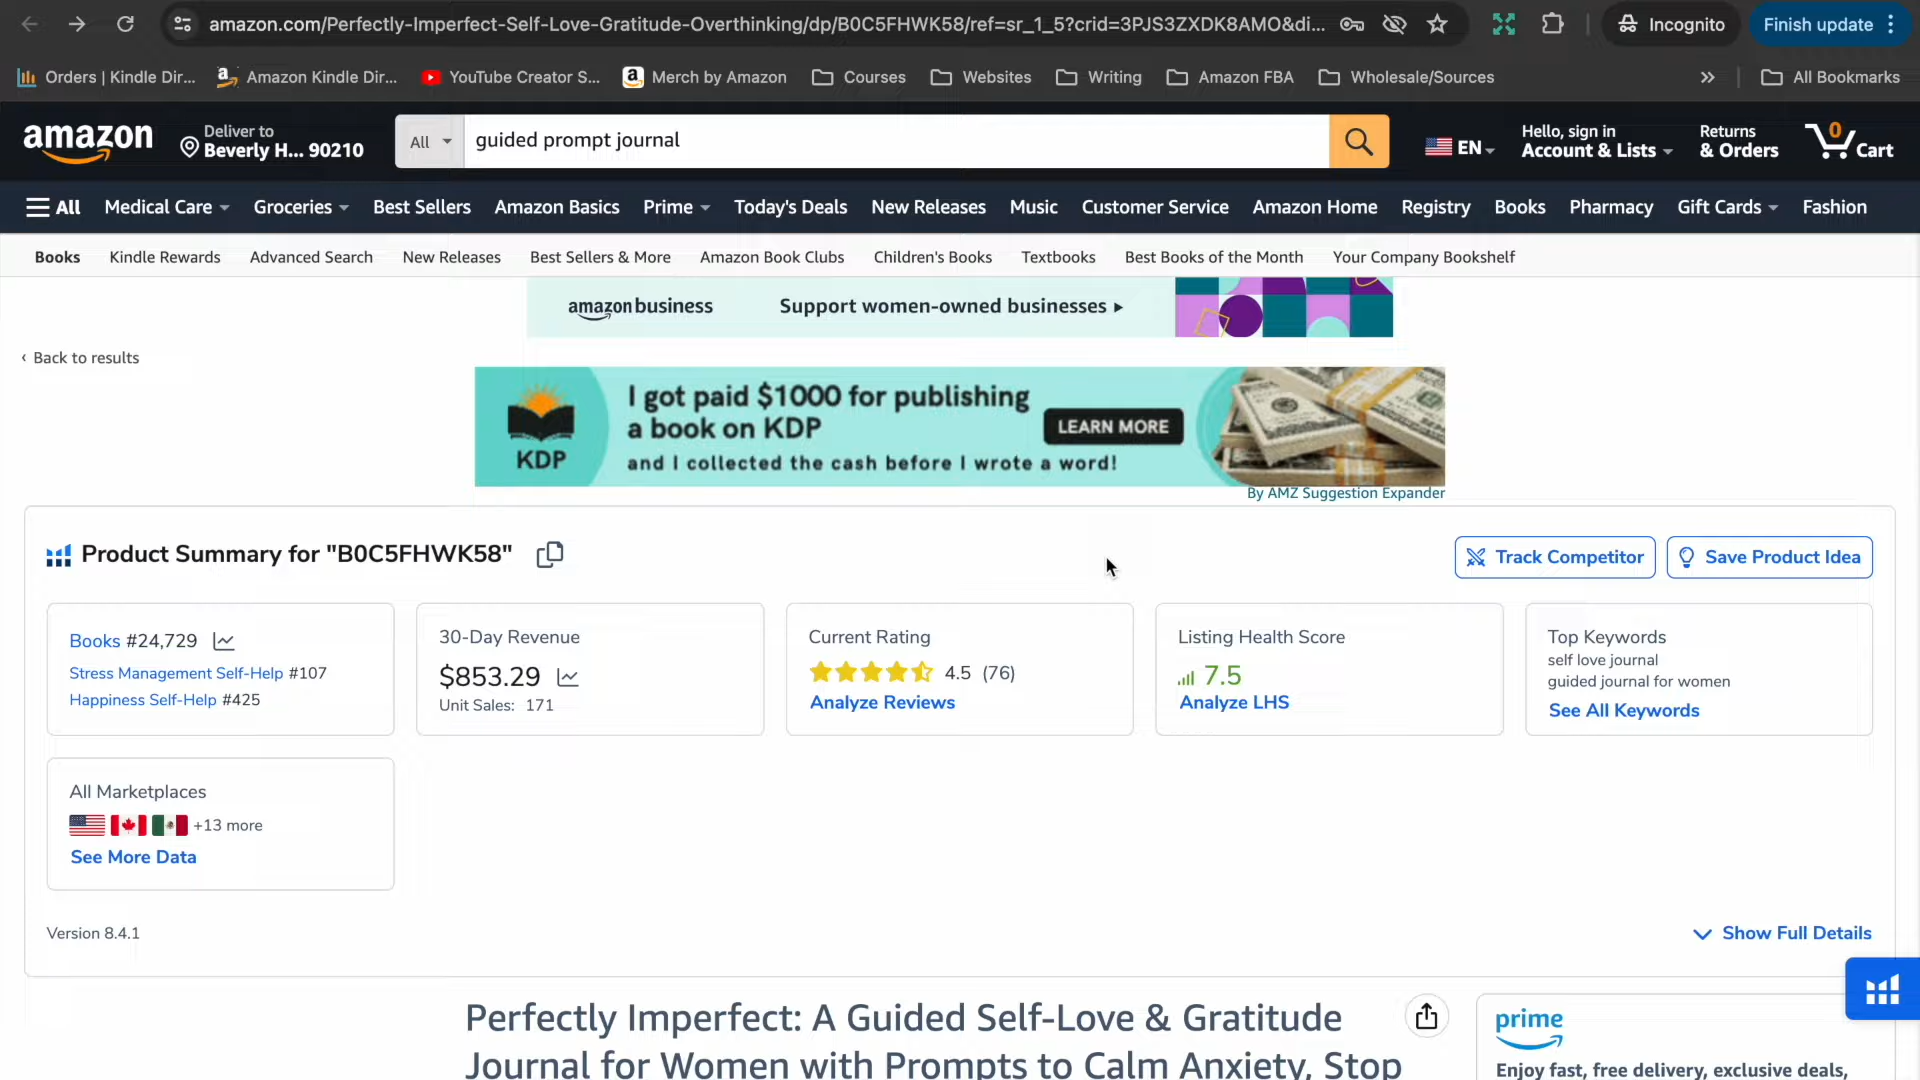 amazon.com/Perfectly-Imperfect-Self-Love-Gratitude-Overthinking/dp/B0C5FHWK58/ref=sr_1_5?crid=3PJS3ZXDK8AMO&di...
Incognito
Finish update
Orders | Kindle Dir...
Amazon Kindle Dir...
YouTube Creator S...
Merch by Amazon
Courses
Websites
Writing
Amazon FBA
Wholesale/Sources
»
All Bookmarks
amazon
Deliver to
Beverly H... 90210
All
guided prompt journal
EN
Hello, sign in
Account & Lists
Returns
& Orders
0
Cart
All
Medical Care
Groceries
Best Sellers
Amazon Basics
Prime
Today's Deals
New Releases
Music
Customer Service
Amazon Home
Registry
Books
Pharmacy
Gift Cards
Fashion
Books
Kindle Rewards
Advanced Search
New Releases
Best Sellers & More
Amazon Book Clubs
Children's Books
Textbooks
Best Books of the Month
Your Company Bookshelf
amazon business
Support women-owned businesses ▸
‹ Back to results
KDP
I got paid $1000 for publishing
a book on KDP
and I collected the cash before I wrote a word!
LEARN MORE
By AMZ Suggestion Expander
Product Summary for "B0C5FHWK58"
Track Competitor
Save Product Idea
Books #24,729
Stress Management Self-Help #107
Happiness Self-Help #425
30-Day Revenue
$853.29
Unit Sales: 171
Current Rating
4.5 (76)
Analyze Reviews
Listing Health Score
7.5
Analyze LHS
Top Keywords
self love journal
guided journal for women
See All Keywords
All Marketplaces
+13 more
See More Data
Version 8.4.1
Show Full Details
Perfectly Imperfect: A Guided Self-Love & Gratitude
Journal for Women with Prompts to Calm Anxiety, Stop
prime
Enjoy fast, free delivery, exclusive deals,